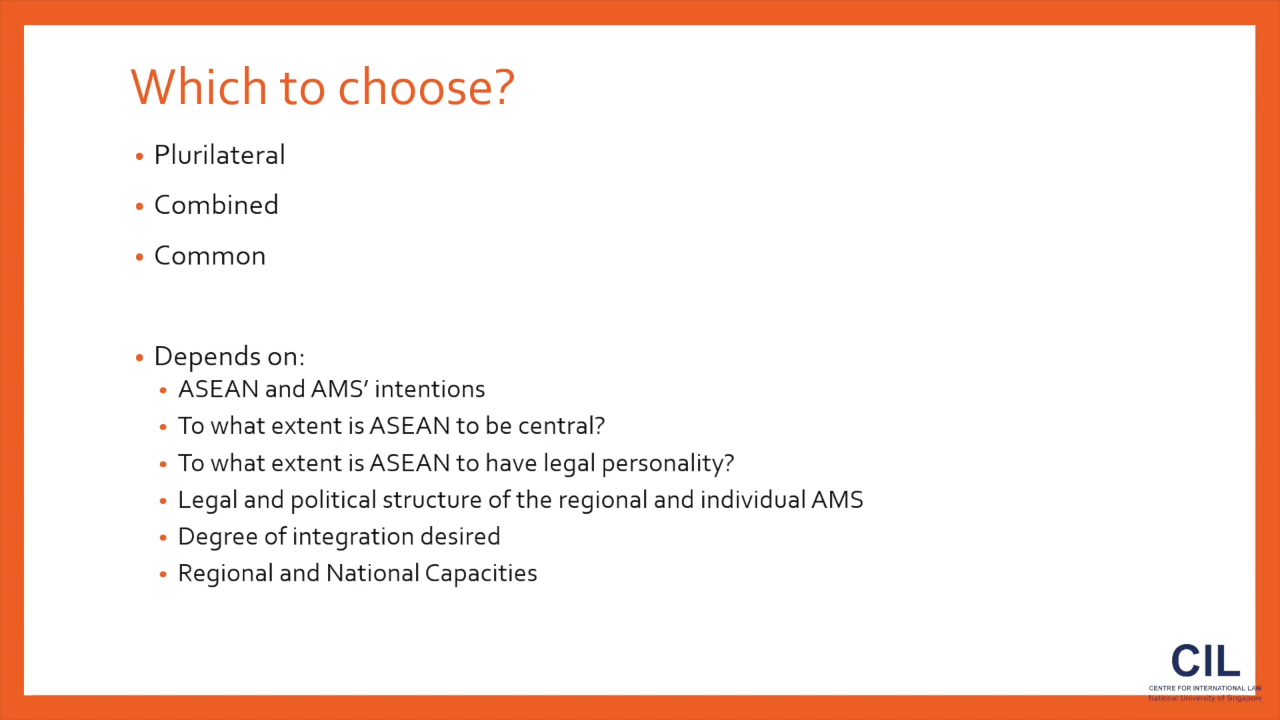 Which to choose?
• Plurilateral
• Combined
• Common
• Depends on:
• ASEAN and AMS’ intentions
• To what extent is ASEAN to be central?
• To what extent is ASEAN to have legal personality?
• Legal and political structure of the regional and individual AMS
• Degree of integration desired
• Regional and National Capacities
CIL
CENTRE FOR INTERNATIONAL LAW
National University of Singapore